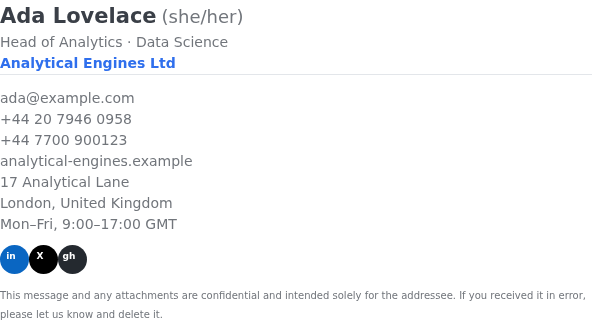 Ada Lovelace (she/her)
Head of Analytics · Data Science
Analytical Engines Ltd
ada@example.com
+44 20 7946 0958
+44 7700 900123
analytical-engines.example
17 Analytical Lane
London, United Kingdom
Mon–Fri, 9:00–17:00 GMT
in X gh
This message and any attachments are confidential and intended solely for the addressee. If you received it in error,
please let us know and delete it.